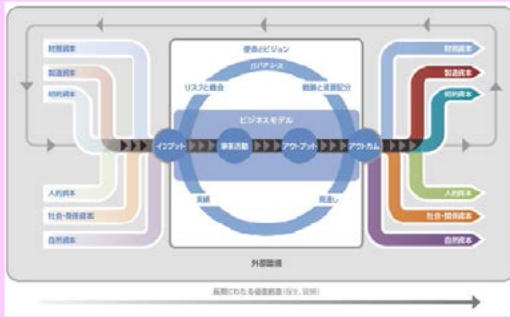 財務資本
製造資本
知的資本
人的資本
社会・関係資本
自然資本
使命とビジョン
ガバナンス
リスクと機会
戦略と資源配分
ビジネスモデル
インプット
事業活動
アウトプット
アウトカム
実績
見通し
外部環境
財務資本
製造資本
知的資本
人的資本
社会・関係資本
自然資本
長期にわたる価値創造(保全、毀損)